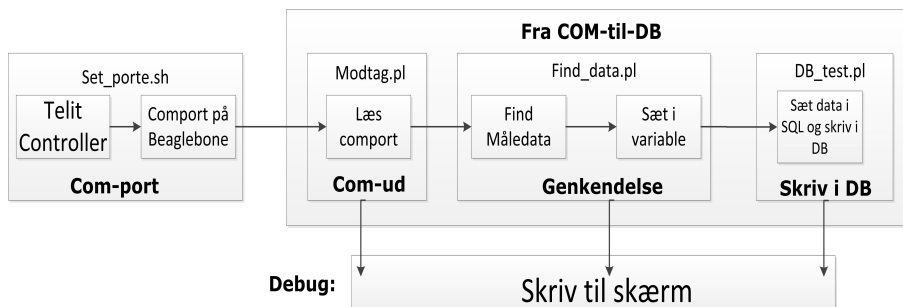 Fra COM-til-DB
Set_porte.sh
Telit
Controller
Comport på
Beaglebone
Com-port
Modtag.pl
Læs
comport
Com-ud
Find_data.pl
Find
Måledata
Sæt i
variable
Genkendelse
DB_test.pl
Sæt data i
SQL og skriv i
DB
Skriv i DB
Debug:
Skriv til skærm